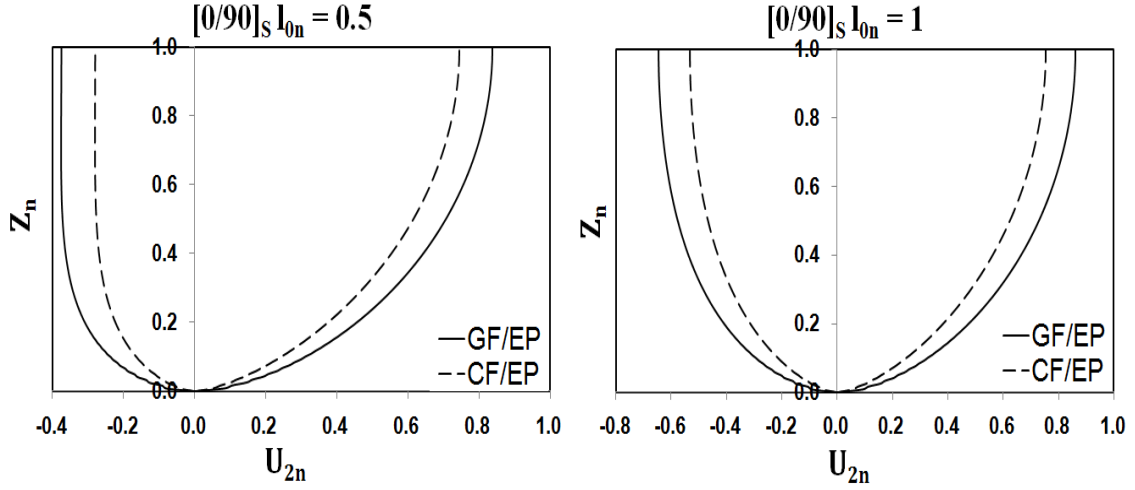 [0/90]S l0n = 0.5
1.0
0.8
0.6
Zn
0.4
0.2
0.0
GF/EP
CF/EP
-0.4 -0.2 0.0 0.2 0.4 0.6 0.8 1.0
U2n
[0/90]S l0n = 1
1.0
0.8
0.6
Zn
0.4
0.2
0.0
GF/EP
CF/EP
-0.8 -0.6 -0.4 -0.2 0.0 0.2 0.4 0.6 0.8 1.0
U2n